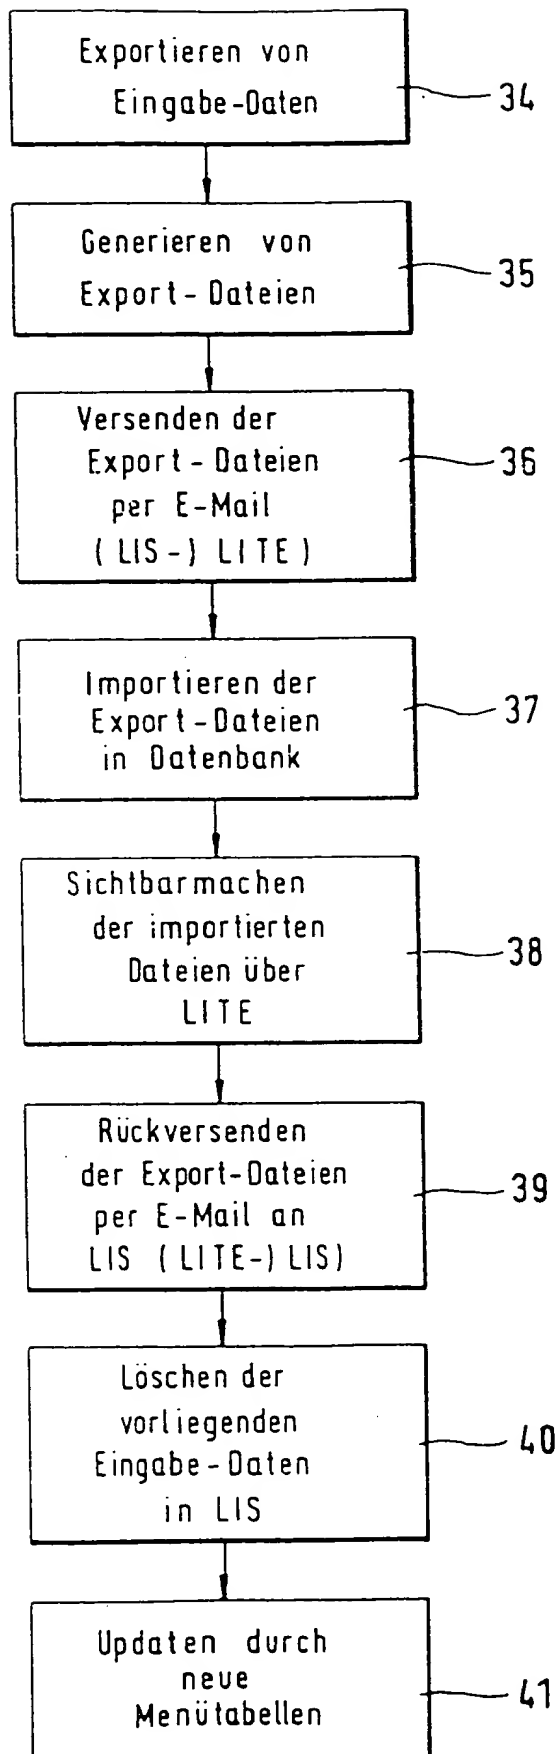 Exportieren von
Eingabe-Daten
34
Generieren von
Export-Dateien
35
Versenden der
Export-Dateien
per E-Mail
(LIS-) LITE)
36
Importieren der
Export-Dateien
in Datenbank
37
Sichtbarmachen
der importierten
Dateien über
LITE
38
Rückversenden
der Export-Dateien
per E-Mail an
LIS (LITE-) LIS)
39
Löschen der
vorliegenden
Eingabe-Daten
in LIS
40
Updaten durch
neue
Menütabellen
41